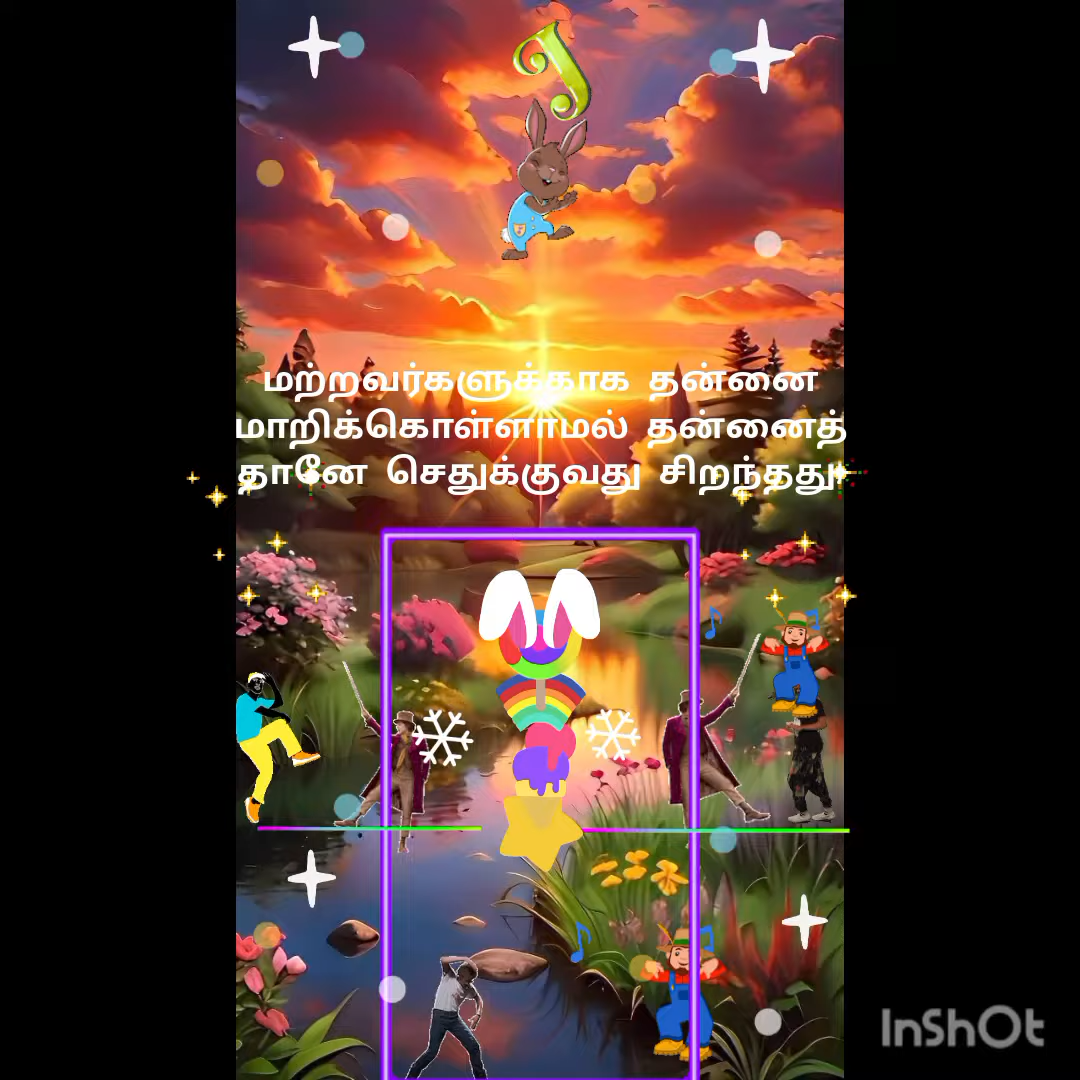 J
மற்றவர்களுக்காக தன்னை
மாறிக்கொள்ளாமல் தன்னைத்
தானே செதுக்குவது சிறந்தது
InShOt